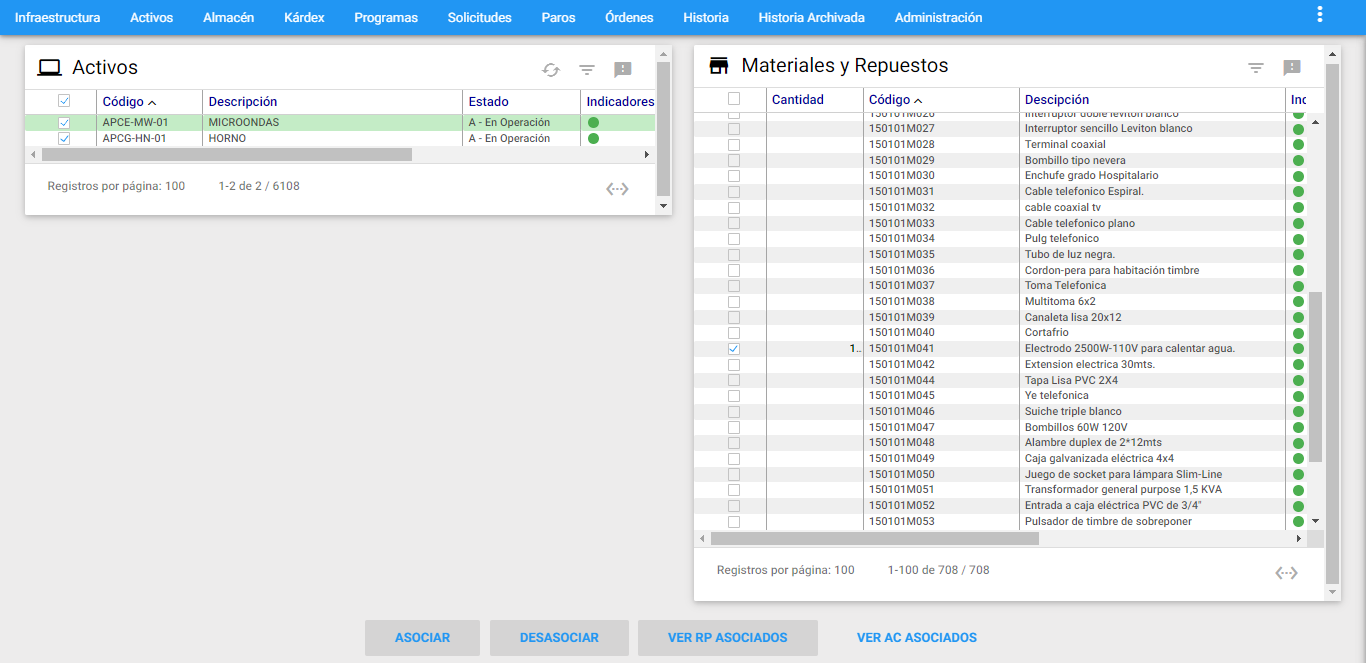 Infraestructura Activos Almacén Kárdex Programas Solicitudes Paros Órdenes Historia Historia Archivada Administración
Activos
Código Descripción Estado Indicadores
APCE-MW-01 MICROONDAS A - En Operación
APCG-HN-01 HORNO A - En Operación
Registros por página: 100 1-2 de 2 / 6108
Materiales y Repuestos
Cantidad Código Descipción Inc
150101M026 Interruptor doble leviton blanco
150101M027 Interruptor sencillo Leviton blanco
150101M028 Terminal coaxial
150101M029 Bombillo tipo nevera
150101M030 Enchufe grado Hospitalario
150101M031 Cable telefonico Espiral.
150101M032 cable coaxial tv
150101M033 Cable telefonico plano
150101M034 Pulg telefonico
150101M035 Tubo de luz negra.
150101M036 Cordon-pera para habitación timbre
150101M037 Toma Telefonica
150101M038 Multitoma 6x2
150101M039 Canaleta lisa 20x12
150101M040 Cortafrio
1.. 150101M041 Electrodo 2500W-110V para calentar agua.
150101M042 Extension electrica 30mts.
150101M044 Tapa Lisa PVC 2X4
150101M045 Ye telefonica
150101M046 Suiche triple blanco
150101M047 Bombillos 60W 120V
150101M048 Alambre duplex de 2*12mts
150101M049 Caja galvanizada eléctrica 4x4
150101M050 Juego de socket para lámpara Slim-Line
150101M051 Transformador general purpose 1,5 KVA
150101M052 Entrada a caja eléctrica PVC de 3/4"
150101M053 Pulsador de timbre de sobreponer
Registros por página: 100 1-100 de 708 / 708
ASOCIAR DESASOCIAR VER RP ASOCIADOS VER AC ASOCIADOS